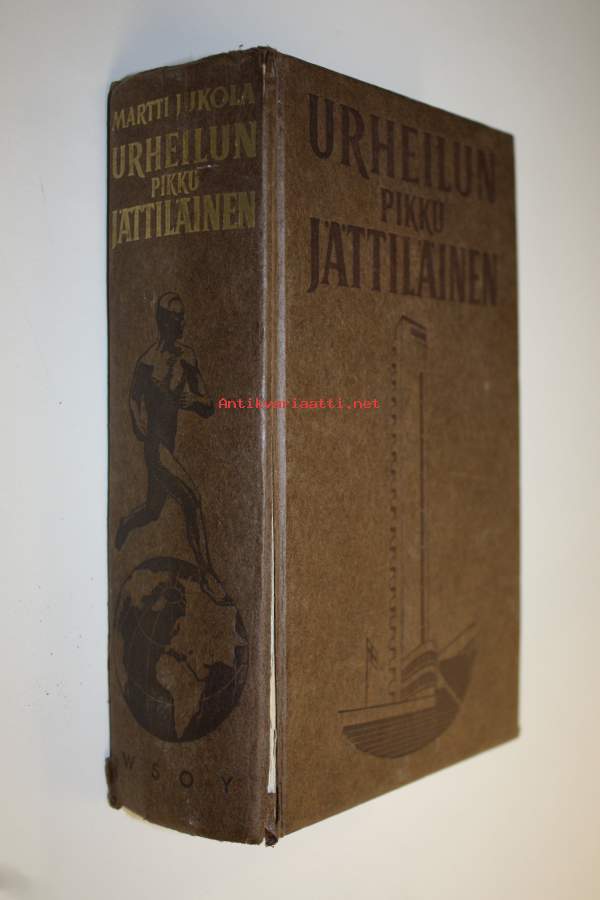 MARTTI JUKOLA
URHEILUN
PIKKU
JÄTTILÄINEN
WSOY
URHEILUN
PIKKU
JÄTTILÄINEN
Antikvariaatti.net